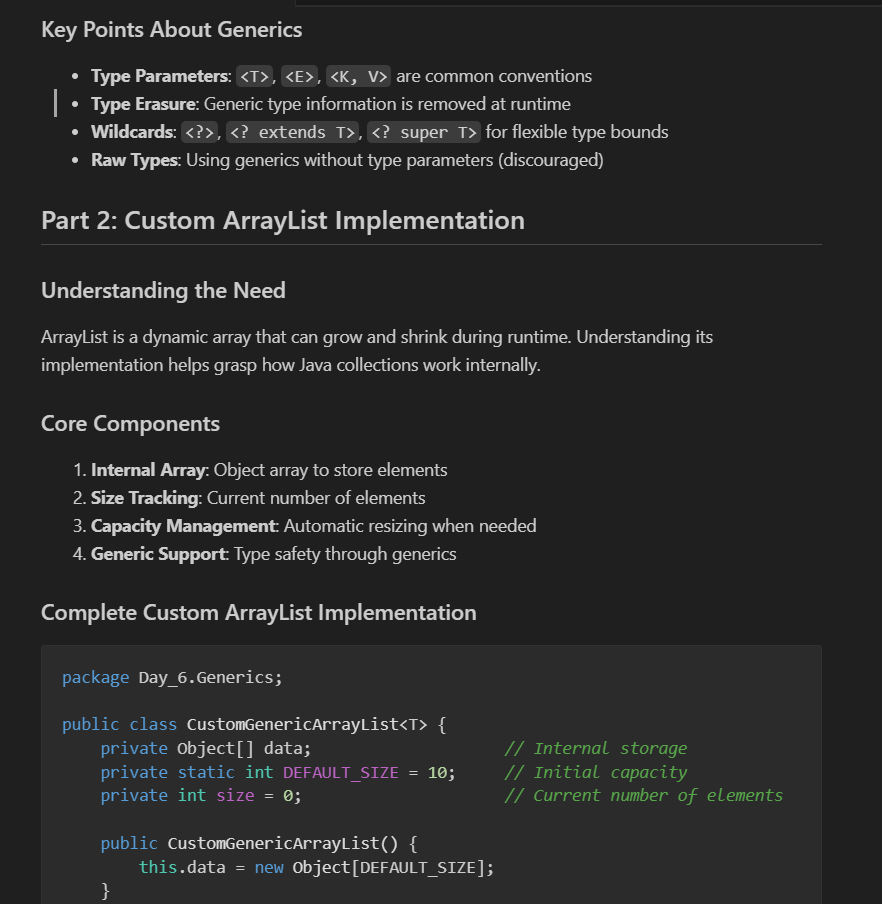 Key Points About Generics
• Type Parameters: <T>, <E>, <K, V> are common conventions
• Type Erasure: Generic type information is removed at runtime
• Wildcards: <?>, <? extends T>, <? super T> for flexible type bounds
• Raw Types: Using generics without type parameters (discouraged)
Part 2: Custom ArrayList Implementation
Understanding the Need
ArrayList is a dynamic array that can grow and shrink during runtime. Understanding its
implementation helps grasp how Java collections work internally.
Core Components
1. Internal Array: Object array to store elements
2. Size Tracking: Current number of elements
3. Capacity Management: Automatic resizing when needed
4. Generic Support: Type safety through generics
Complete Custom ArrayList Implementation
package Day_6.Generics;
public class CustomGenericArrayList<T> {
    private Object[] data;                    // Internal storage
    private static int DEFAULT_SIZE = 10;     // Initial capacity
    private int size = 0;                     // Current number of elements
    public CustomGenericArrayList() {
        this.data = new Object[DEFAULT_SIZE];
    }